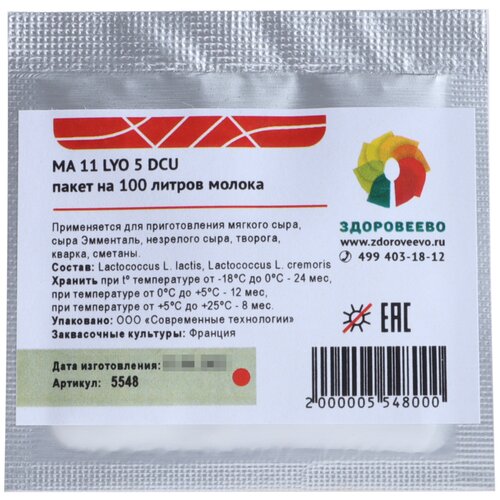 MA 11 LYO 5 DCU
пакет на 100 литров молока
Применяется для приготовления мягкого сыра,
сыра Эмменталь, незрелого сыра, творога,
кварка, сметаны.
Состав: Lactococcus L. lactis, Lactococcus L. cremoris
Хранить при t° температуре от -18°С до 0°С - 24 мес,
при температуре от 0°С до +5°С - 12 мес,
при температуре от +5°С до +25°С - 8 мес.
Упаковано: ООО «Современные технологии»
Заквасочные культуры: Франция
Дата изготовления:
Артикул: 5548
ЗДОРОВЕЕВО
www.zdoroveevo.ru
499 403-18-12
ЕАС
2 000005 548000